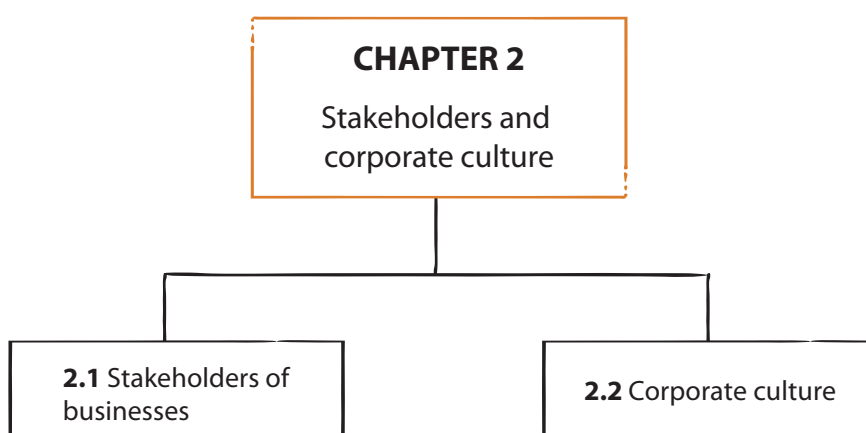 CHAPTER 2
Stakeholders and
corporate culture
2.1 Stakeholders of
businesses
2.2 Corporate culture